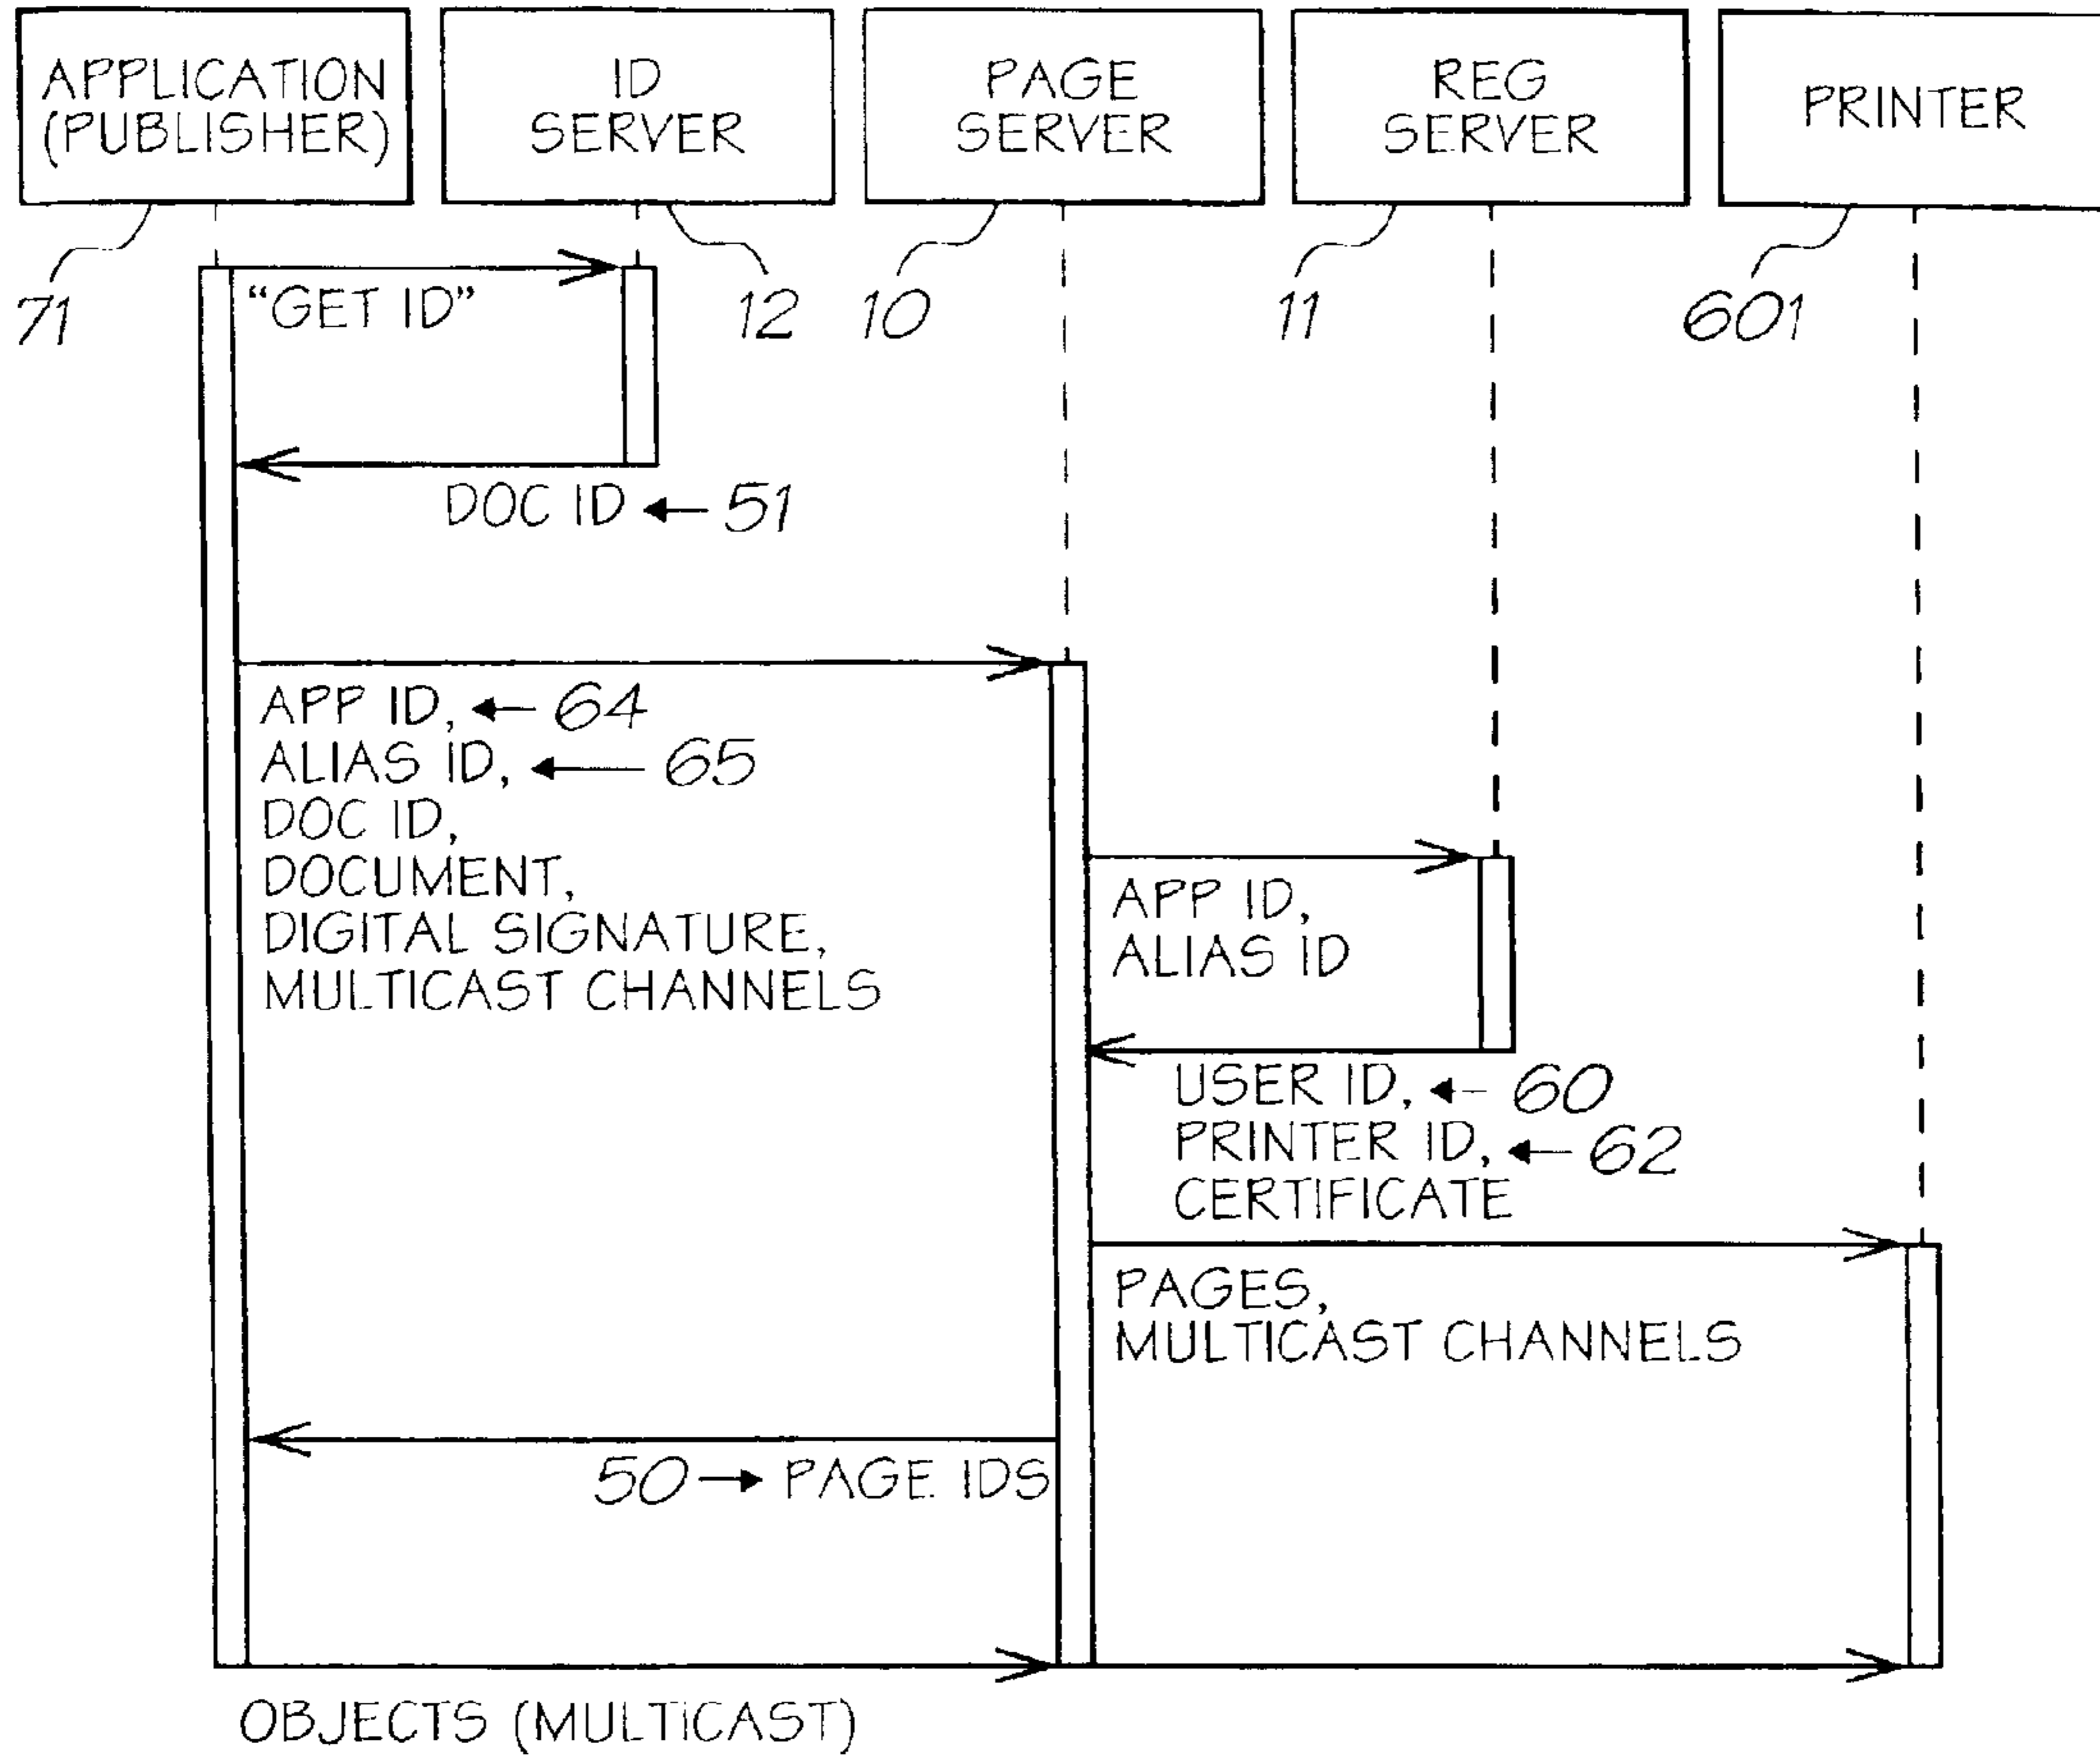 APPLICATION
(PUBLISHER)
ID
SERVER
PAGE
SERVER
REG
SERVER
PRINTER
71
12
10
11
601
"GET ID"
DOC ID ← 51
APP ID, ← 64
ALIAS ID, ← 65
DOC ID,
DOCUMENT,
DIGITAL SIGNATURE,
MULTICAST CHANNELS
APP ID,
ALIAS ID
USER ID, ← 60
PRINTER ID, ← 62
CERTIFICATE
PAGES,
MULTICAST CHANNELS
50 → PAGE IDS
OBJECTS (MULTICAST)